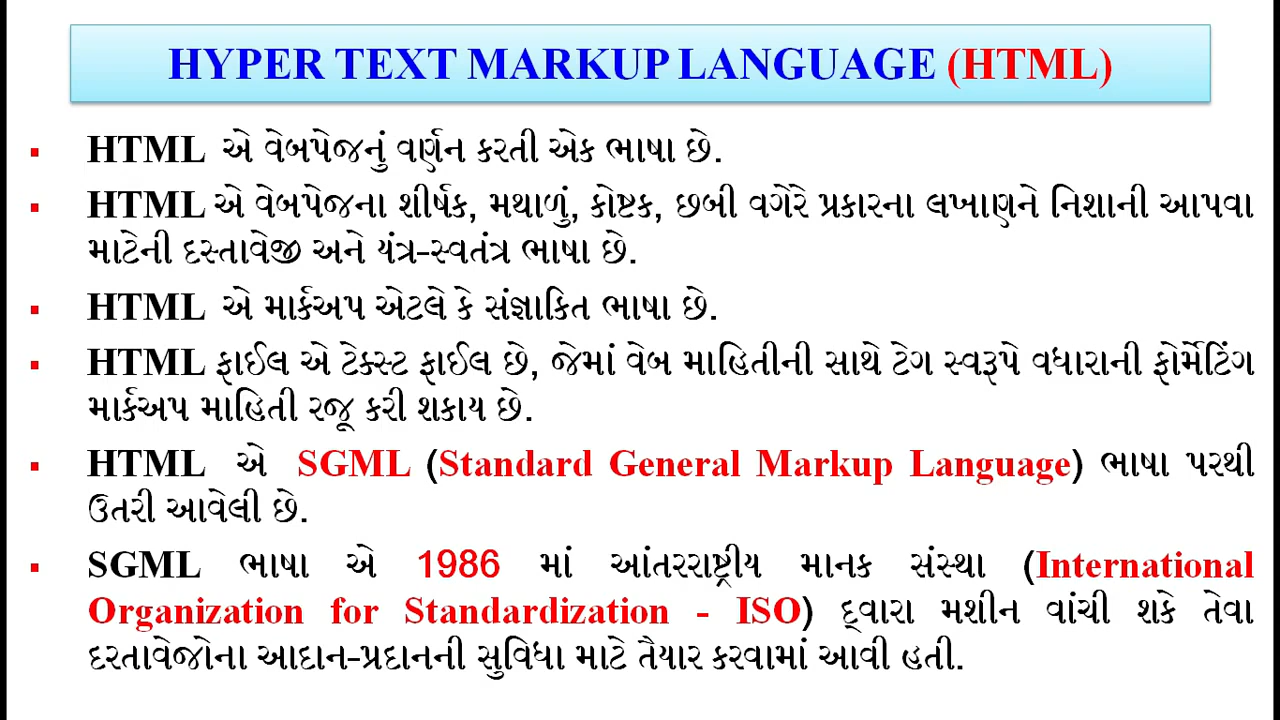 HYPER TEXT MARKUP LANGUAGE (HTML)
▪ HTML એ વેબપેજનું વર્ણન કરતી એક ભાષા છે.
▪ HTML એ વેબપેજના શીર્ષક, મથાળું, કોષ્ટક, છબી વગેરે પ્રકારના લખાણને નિશાની આપવા
માટેની દસ્તાવેજી અને યંત્ર-સ્વતંત્ર ભાષા છે.
▪ HTML એ માર્કઅપ એટલે કે સંજ્ઞાકિત ભાષા છે.
▪ HTML ફાઈલ એ ટેક્સ્ટ ફાઈલ છે, જેમાં વેબ માહિતીની સાથે ટેગ સ્વરૂપે વધારાની ફોર્મેટિંગ
માર્કઅપ માહિતી રજૂ કરી શકાય છે.
▪ HTML એ SGML (Standard General Markup Language) ભાષા પરથી
ઉતરી આવેલી છે.
▪ SGML ભાષા એ 1986 માં આંતરરાષ્ટ્રીય માનક સંસ્થા (International
Organization for Standardization - ISO) દ્વારા મશીન વાંચી શકે તેવા
દરતાવેજોના આદાન-પ્રદાનની સુવિધા માટે તૈયાર કરવામાં આવી હતી.